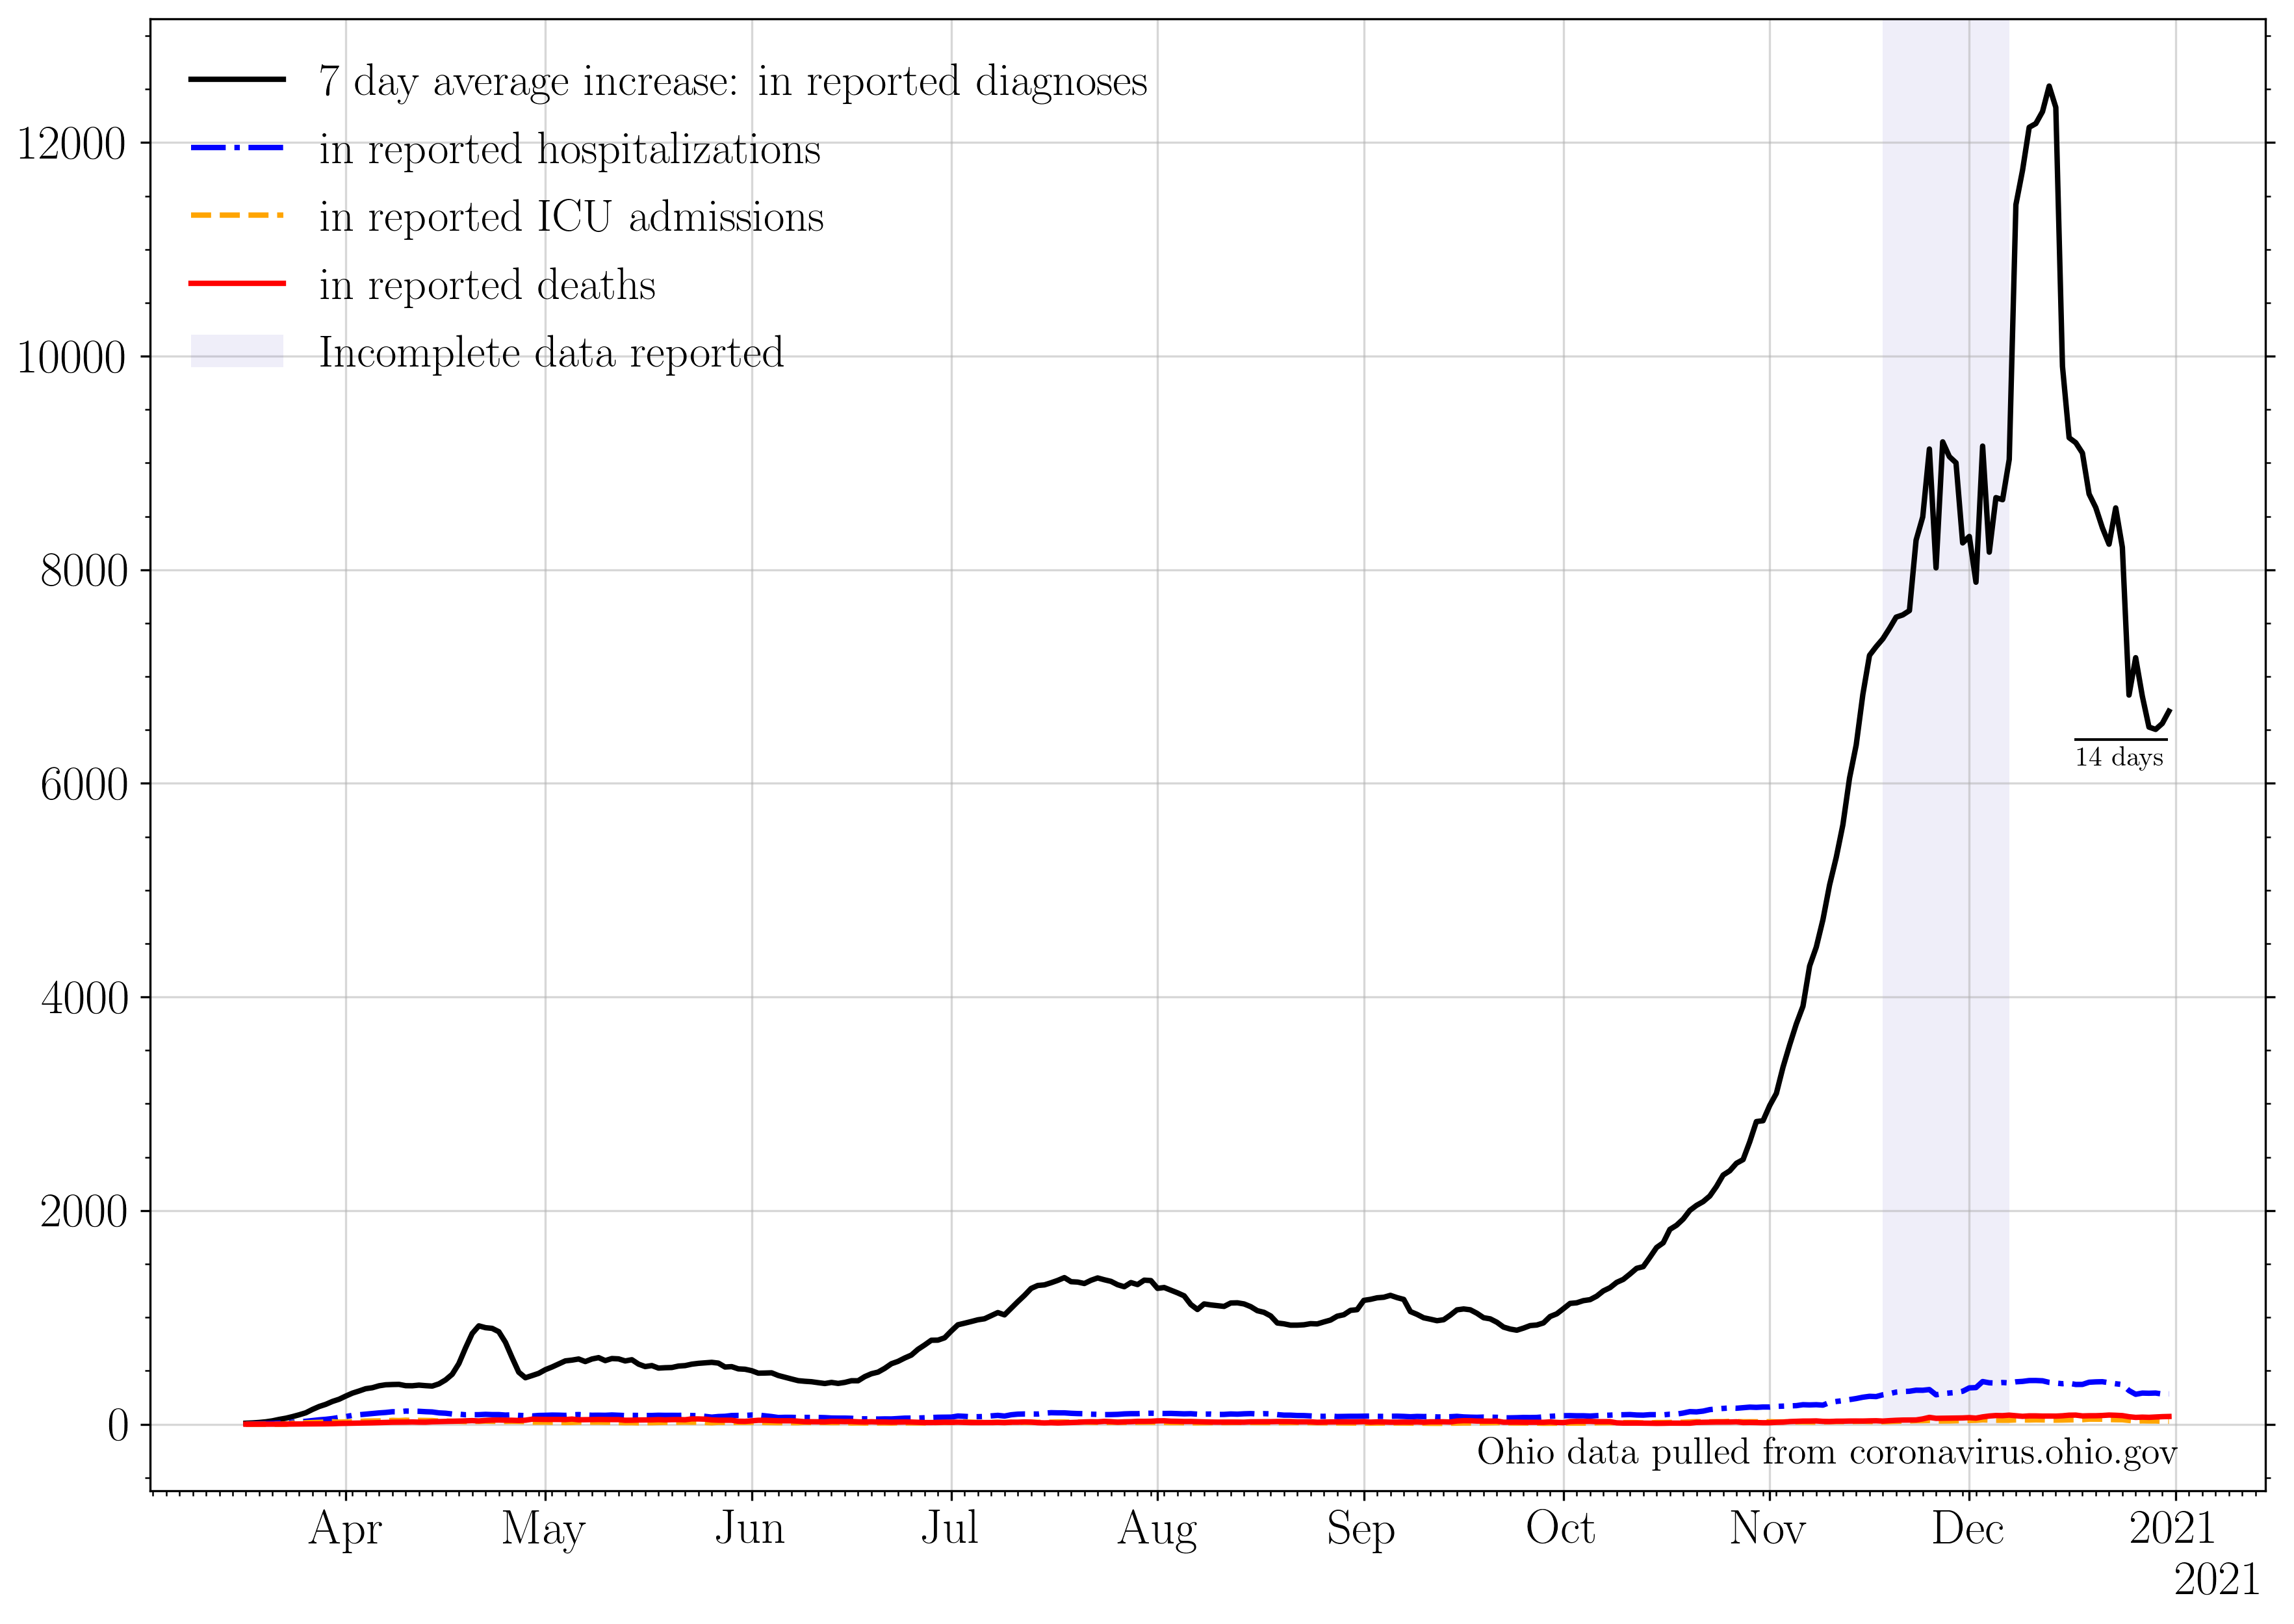 7 day average increase: in reported diagnoses
in reported hospitalizations
in reported ICU admissions
in reported deaths
Incomplete data reported
12000
10000
8000
6000
4000
2000
0
14 days
Ohio data pulled from coronavirus.ohio.gov
Apr May Jun Jul Aug Sep Oct Nov Dec 2021
2021